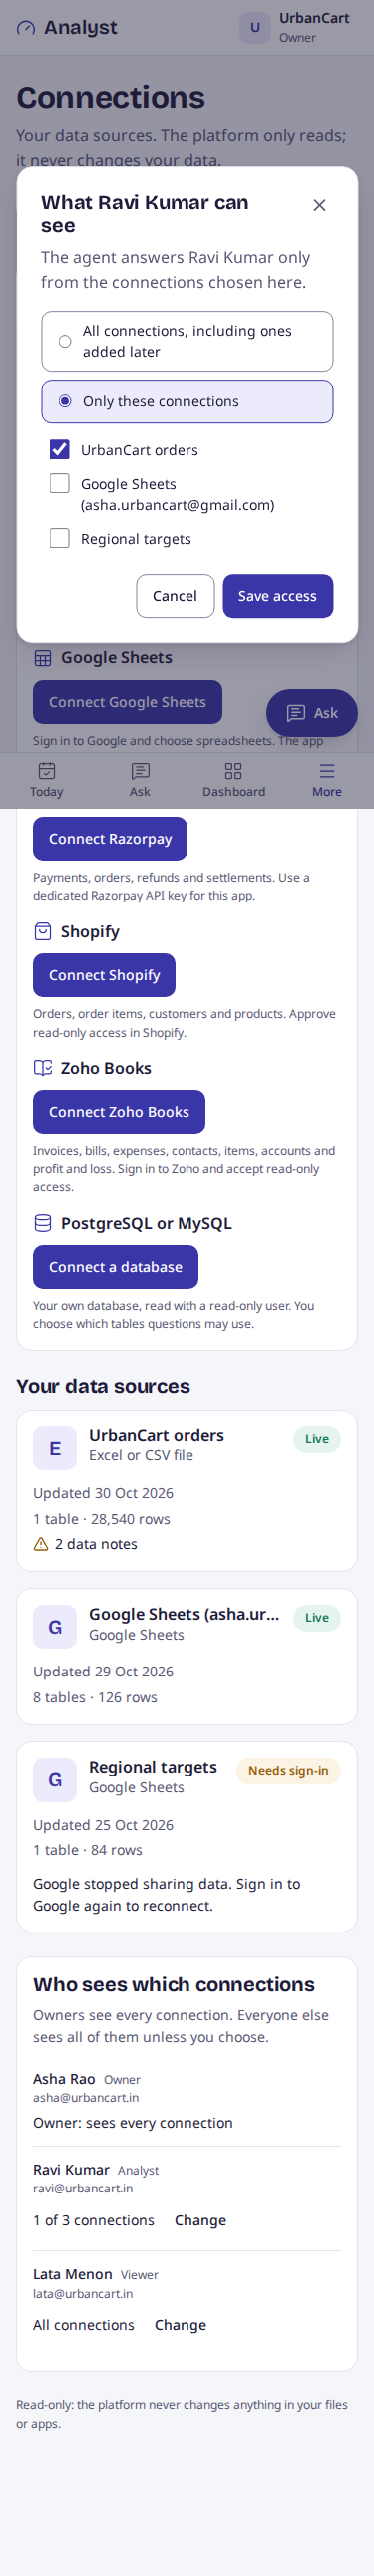 Analyst
U
UrbanCart
Owner
Connections
Your data sources. The platform only reads;
it never changes your data.
What Ravi Kumar can
see
The agent answers Ravi Kumar only
from the connections chosen here.
All connections, including ones
added later
Only these connections
UrbanCart orders
Google Sheets
(asha.urbancart@gmail.com)
Regional targets
Cancel
Save access
Google Sheets
Connect Google Sheets
Ask
Sign in to Google and choose spreadsheets. The app
Today
Ask
Dashboard
More
Connect Razorpay
Payments, orders, refunds and settlements. Use a
dedicated Razorpay API key for this app.
Shopify
Connect Shopify
Orders, order items, customers and products. Approve
read-only access in Shopify.
Zoho Books
Connect Zoho Books
Invoices, bills, expenses, contacts, items, accounts and
profit and loss. Sign in to Zoho and accept read-only
access.
PostgreSQL or MySQL
Connect a database
Your own database, read with a read-only user. You
choose which tables questions may use.
Your data sources
E
UrbanCart orders
Live
Excel or CSV file
Updated 30 Oct 2026
1 table · 28,540 rows
2 data notes
G
Google Sheets (asha.ur...
Live
Google Sheets
Updated 29 Oct 2026
8 tables · 126 rows
G
Regional targets
Needs sign-in
Google Sheets
Updated 25 Oct 2026
1 table · 84 rows
Google stopped sharing data. Sign in to
Google again to reconnect.
Who sees which connections
Owners see every connection. Everyone else
sees all of them unless you choose.
Asha Rao Owner
asha@urbancart.in
Owner: sees every connection
Ravi Kumar Analyst
ravi@urbancart.in
1 of 3 connections Change
Lata Menon Viewer
lata@urbancart.in
All connections Change
Read-only: the platform never changes anything in your files
or apps.